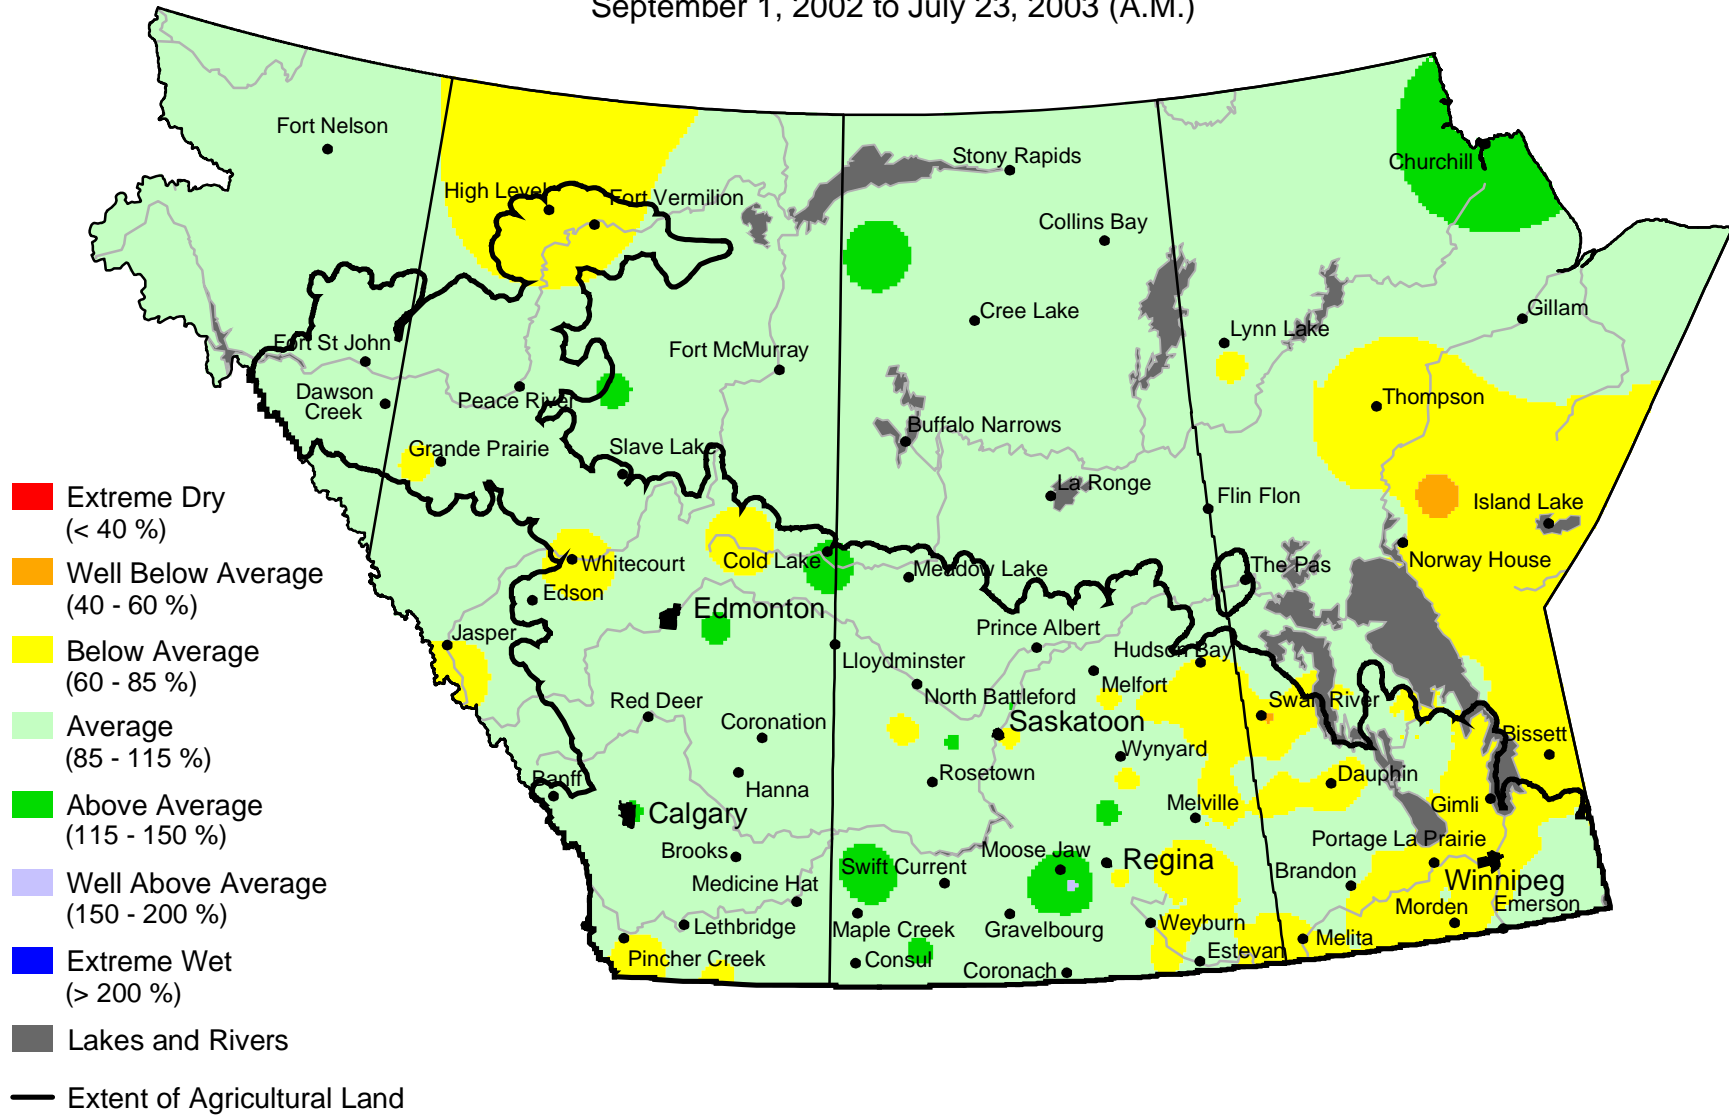 September 1, 2002 to July 23, 2003 (A.M.)
Fort Nelson
High Level
Fort Vermilion
Stony Rapids
Churchill
Collins Bay
Cree Lake
Gillam
Lynn Lake
Fort St John
Fort McMurray
Dawson
Creek
Peace River
Thompson
Buffalo Narrows
Grande Prairie
Slave Lake
La Ronge
Flin Flon
Island Lake
Whitecourt
Cold Lake
Meadow Lake
The Pas
Norway House
Edson
Edmonton
Jasper
Prince Albert
Lloydminster
Hudson Bay
Melfort
North Battleford
Red Deer
Coronation
Saskatoon
Swan River
Wynyard
Bissett
Banff
Hanna
Rosetown
Dauphin
Melville
Gimli
Calgary
Portage La Prairie
Brooks
Moose Jaw
Regina
Swift Current
Brandon
Winnipeg
Medicine Hat
Morden
Emerson
Lethbridge
Maple Creek
Gravelbourg
Weyburn
Melita
Pincher Creek
Consul
Coronach
Estevan
Extreme Dry
(< 40 %)
Well Below Average
(40 - 60 %)
Below Average
(60 - 85 %)
Average
(85 - 115 %)
Above Average
(115 - 150 %)
Well Above Average
(150 - 200 %)
Extreme Wet
(> 200 %)
Lakes and Rivers
Extent of Agricultural Land